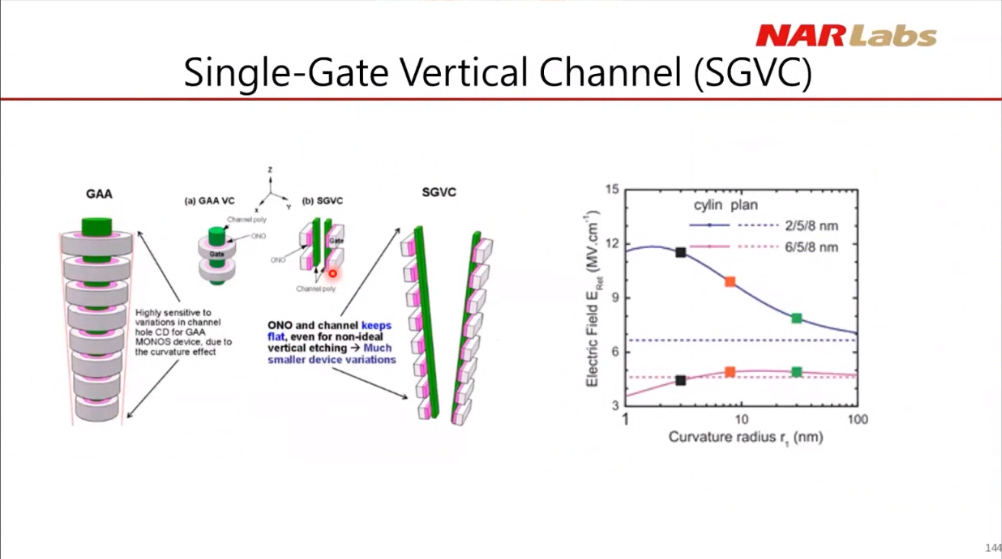 NAR Labs
Single-Gate Vertical Channel (SGVC)
GAA
(a) GAA VC
Channel poly
ONO
Gate
Z
X
Y
(b) SGVC
Gate
ONO
Channel poly
SGVC
Highly sensitive to
variations in channel
hole CD for GAA
MONOS device, due to
the curvature effect
ONO and channel keeps
flat, even for non-ideal
vertical etching → Much
smaller device variations
15
12
9
6
3
Electric Field E_Ret (MV.cm⁻¹)
cylin plan
2/5/8 nm
6/5/8 nm
1
10
100
Curvature radius r₁ (nm)
144